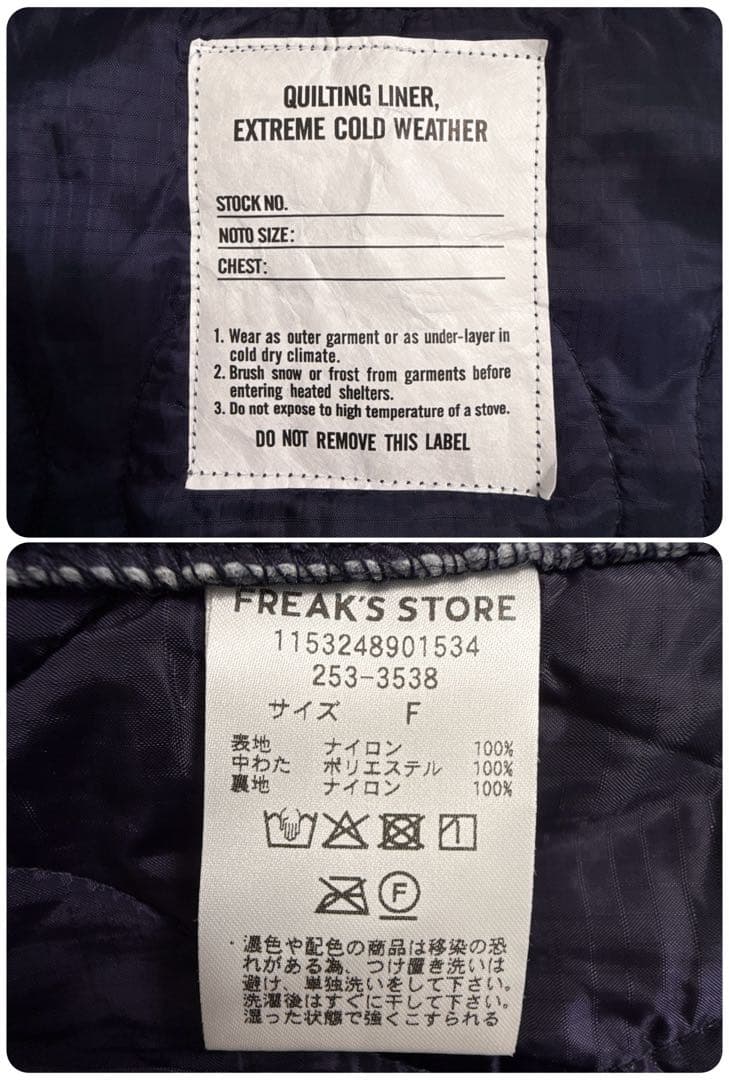 QUILTING LINER,
EXTREME COLD WEATHER
STOCK NO.
NOTO SIZE:
CHEST:
1. Wear as outer garment or as under-layer in
cold dry climate.
2. Brush snow or frost from garments before
entering heated shelters.
3. Do not expose to high temperature of a stove.
DO NOT REMOVE THIS LABEL
FREAK'S STORE
1153248901534
253-3538
サイズ F
表地 ナイロン 100%
中わた ポリエステル 100%
裏地 ナイロン 100%
F
・濃色や配色の商品は移染の恐
れがある為、つけ置き洗いは
避け、単独洗いをして下さい。
洗濯後はすぐに干して下さい。
湿った状態で強くこすられる